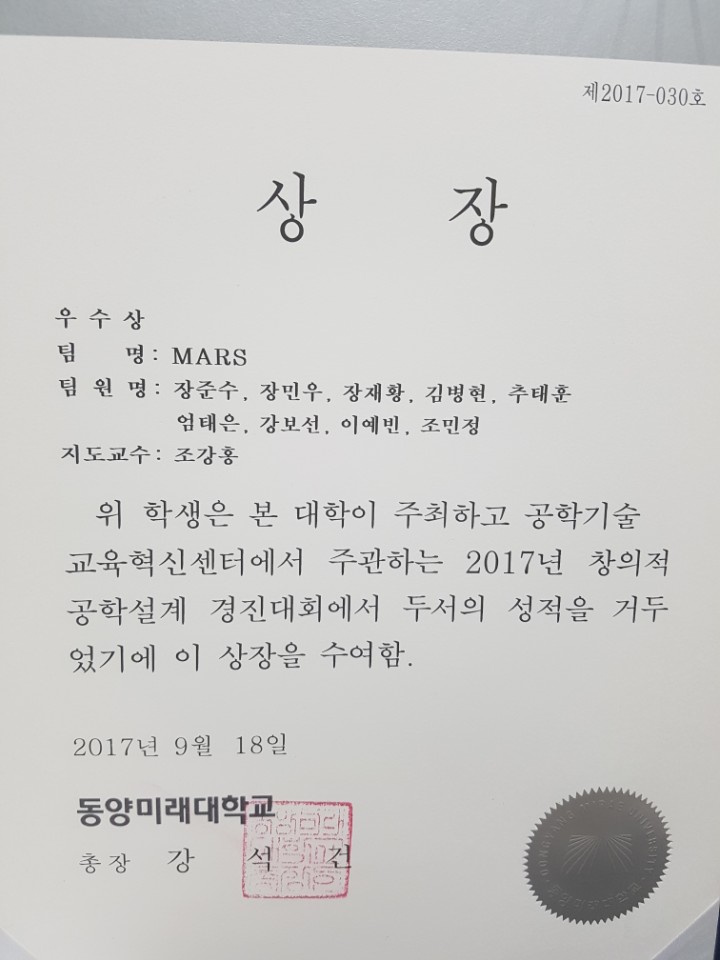 제2017-030호
상 장
우 수 상
팀 명: MARS
팀 원 명: 장준수, 장민우, 장재황, 김병현, 추태훈
엄태은, 강보선, 이예빈, 조민정
지도교수: 조강홍
위 학생은 본 대학이 주최하고 공학기술
교육혁신센터에서 주관하는 2017년 창의적
공학설계 경진대회에서 두서의 성적을 거두
었기에 이 상장을 수여함.
2017년 9월 18일
동양미래대학교
총장 강 석 건